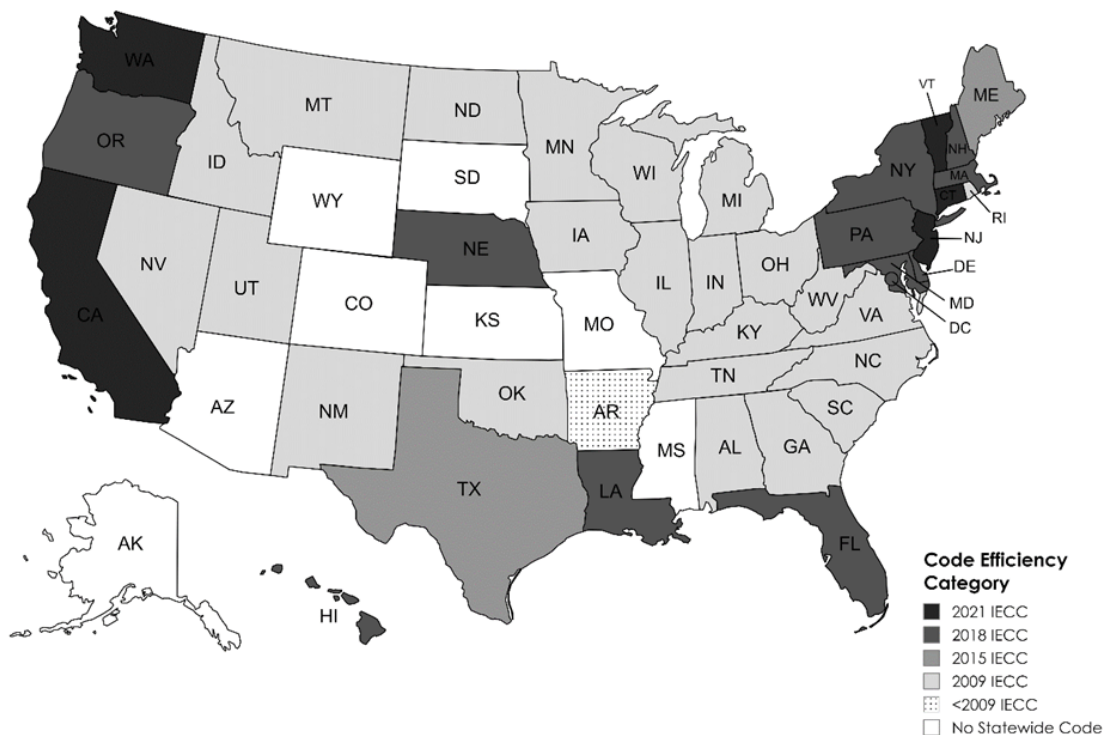 WA
OR
CA
ID
NV
MT
WY
UT
CO
AZ
NM
ND
SD
NE
KS
OK
TX
MN
IA
MO
AR
LA
WI
IL
MI
IN
OH
KY
TN
MS
AL
GA
FL
SC
NC
VA
WV
PA
NY
VT
NH
ME
MA
CT
RI
NJ
DE
MD
DC
AK
HI
Code Efficiency
Category
2021 IECC
2018 IECC
2015 IECC
2009 IECC
<2009 IECC
No Statewide Code